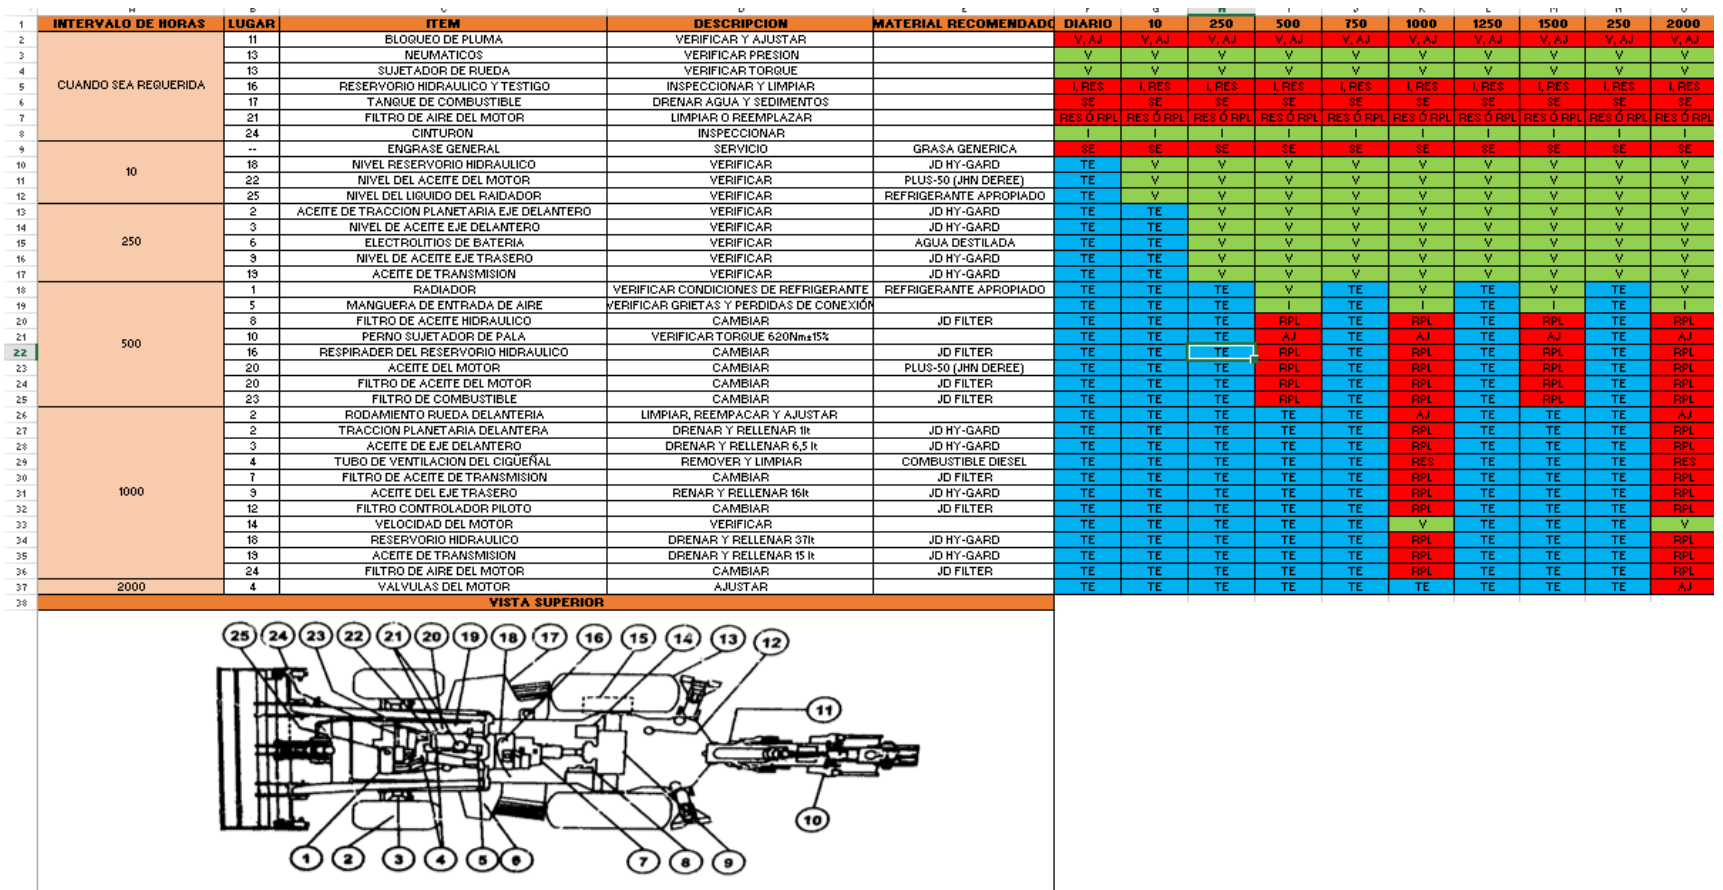 INTERVALO DE HORAS LUGAR ITEM DESCRIPCION MATERIAL RECOMENDADO DIARIO 10 250 500 750 1000 1250 1500 250 2000
CUANDO SEA REQUERIDA
11 BLOQUEO DE PLUMA VERIFICAR Y AJUSTAR V, AJ V, AJ V, AJ V, AJ V, AJ V, AJ V, AJ V, AJ V, AJ V, AJ
13 NEUMATICOS VERIFICAR PRESION V V V V V V V V V V
13 SUJETADOR DE RUEDA VERIFICAR TORQUE V V V V V V V V V V
16 RESERVORIO HIDRAULICO Y TESTIGO INSPECCIONAR Y LIMPIAR I, RES I, RES I, RES I, RES I, RES I, RES I, RES I, RES I, RES I, RES
17 TANQUE DE COMBUSTIBLE DRENAR AGUA Y SEDIMENTOS SE SE SE SE SE SE SE SE SE SE
21 FILTRO DE AIRE DEL MOTOR LIMPIAR O REEMPLAZAR RES Ó RPL RES Ó RPL RES Ó RPL RES Ó RPL RES Ó RPL RES Ó RPL RES Ó RPL RES Ó RPL RES Ó RPL RES Ó RPL
24 CINTURON INSPECCIONAR I I I I I I I I I I
10
-- ENGRASE GENERAL SERVICIO GRASA GENERICA SE SE SE SE SE SE SE SE SE SE
18 NIVEL RESERVORIO HIDRAULICO VERIFICAR JD HY-GARD TE V V V V V V V V V
22 NIVEL DEL ACEITE DEL MOTOR VERIFICAR PLUS-50 (JHN DEREE) TE V V V V V V V V V
25 NIVEL DEL LIQUIDO DEL RAIDADOR VERIFICAR REFRIGERANTE APROPIADO TE V V V V V V V V V
250
2 ACEITE DE TRACCION PLANETARIA EJE DELANTERO VERIFICAR JD HY-GARD TE TE V V V V V V V V
3 NIVEL DE ACEITE EJE DELANTERO VERIFICAR JD HY-GARD TE TE V V V V V V V V
6 ELECTROLITIOS DE BATERIA VERIFICAR AGUA DESTILADA TE TE V V V V V V V V
9 NIVEL DE ACEITE EJE TRASERO VERIFICAR JD HY-GARD TE TE V V V V V V V V
19 ACEITE DE TRANSMISION VERIFICAR JD HY-GARD TE TE V V V V V V V V
500
1 RADIADOR VERIFICAR CONDICIONES DE REFRIGERANTE REFRIGERANTE APROPIADO TE TE TE V TE V TE V TE V
5 MANGUERA DE ENTRADA DE AIRE VERIFICAR GRIETAS Y PERDIDAS DE CONEXIÓN TE TE TE I TE I TE I TE I
8 FILTRO DE ACEITE HIDRAULICO CAMBIAR JD FILTER TE TE TE RPL TE RPL TE RPL TE RPL
10 PERNO SUJETADOR DE PALA VERIFICAR TORQUE 620Nm±15% TE TE TE AJ TE AJ TE AJ TE AJ
16 RESPIRADER DEL RESERVORIO HIDRAULICO CAMBIAR JD FILTER TE TE TE RPL TE RPL TE RPL TE RPL
20 ACEITE DEL MOTOR CAMBIAR PLUS-50 (JHN DEREE) TE TE TE RPL TE RPL TE RPL TE RPL
20 FILTRO DE ACEITE DEL MOTOR CAMBIAR JD FILTER TE TE TE RPL TE RPL TE RPL TE RPL
23 FILTRO DE COMBUSTIBLE CAMBIAR JD FILTER TE TE TE RPL TE RPL TE RPL TE RPL
1000
2 RODAMIENTO RUEDA DELANTERIA LIMPIAR, REEMPACAR Y AJUSTAR TE TE TE TE TE AJ TE TE TE AJ
2 TRACCION PLANETARIA DELANTERA DRENAR Y RELLENAR 1lt JD HY-GARD TE TE TE TE TE RPL TE TE TE RPL
3 ACEITE DE EJE DELANTERO DRENAR Y RELLENAR 6,5 lt JD HY-GARD TE TE TE TE TE RPL TE TE TE RPL
4 TUBO DE VENTILACION DEL CIGÜEÑAL REMOVER Y LIMPIAR COMBUSTIBLE DIESEL TE TE TE TE TE RES TE TE TE RES
7 FILTRO DE ACEITE DE TRANSMISION CAMBIAR JD FILTER TE TE TE TE TE RPL TE TE TE RPL
9 ACEITE DEL EJE TRASERO RENAR Y RELLENAR 16lt JD HY-GARD TE TE TE TE TE RPL TE TE TE RPL
12 FILTRO CONTROLADOR PILOTO CAMBIAR JD FILTER TE TE TE TE TE RPL TE TE TE RPL
14 VELOCIDAD DEL MOTOR VERIFICAR TE TE TE TE TE V TE TE TE V
18 RESERVORIO HIDRAULICO DRENAR Y RELLENAR 37lt JD HY-GARD TE TE TE TE TE RPL TE TE TE RPL
19 ACEITE DE TRANSMISION DRENAR Y RELLENAR 15 lt JD HY-GARD TE TE TE TE TE RPL TE TE TE RPL
24 FILTRO DE AIRE DEL MOTOR CAMBIAR JD FILTER TE TE TE TE TE RPL TE TE TE RPL
2000 4 VALVULAS DEL MOTOR AJUSTAR TE TE TE TE TE TE TE TE TE AJ
VISTA SUPERIOR
25 24 23 22 21 20 19 18 17 16 15 14 13 12
11
10
1 2 3 4 5 6 7 8 9